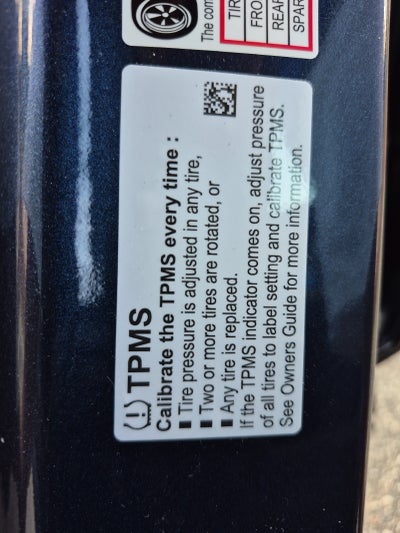 The com
TIR
FRO
REAR
SPAR
TPMS
Calibrate the TPMS every time :
■ Tire pressure is adjusted in any tire,
■ Two or more tires are rotated, or
■ Any tire is replaced.
If the TPMS indicator comes on, adjust pressure
of all tires to label setting and calibrate TPMS.
See Owners Guide for more information.